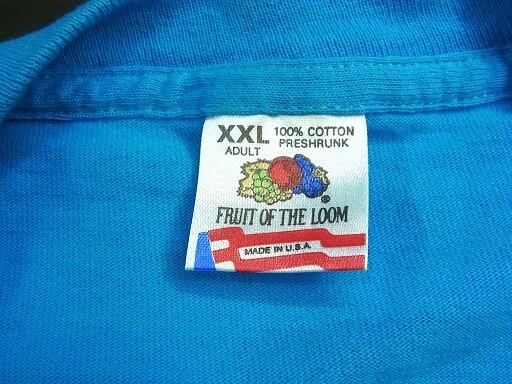 XXL 100% COTTON
ADULT PRESHRUNK
®
FRUIT OF THE LOOM
MADE IN U.S.A.